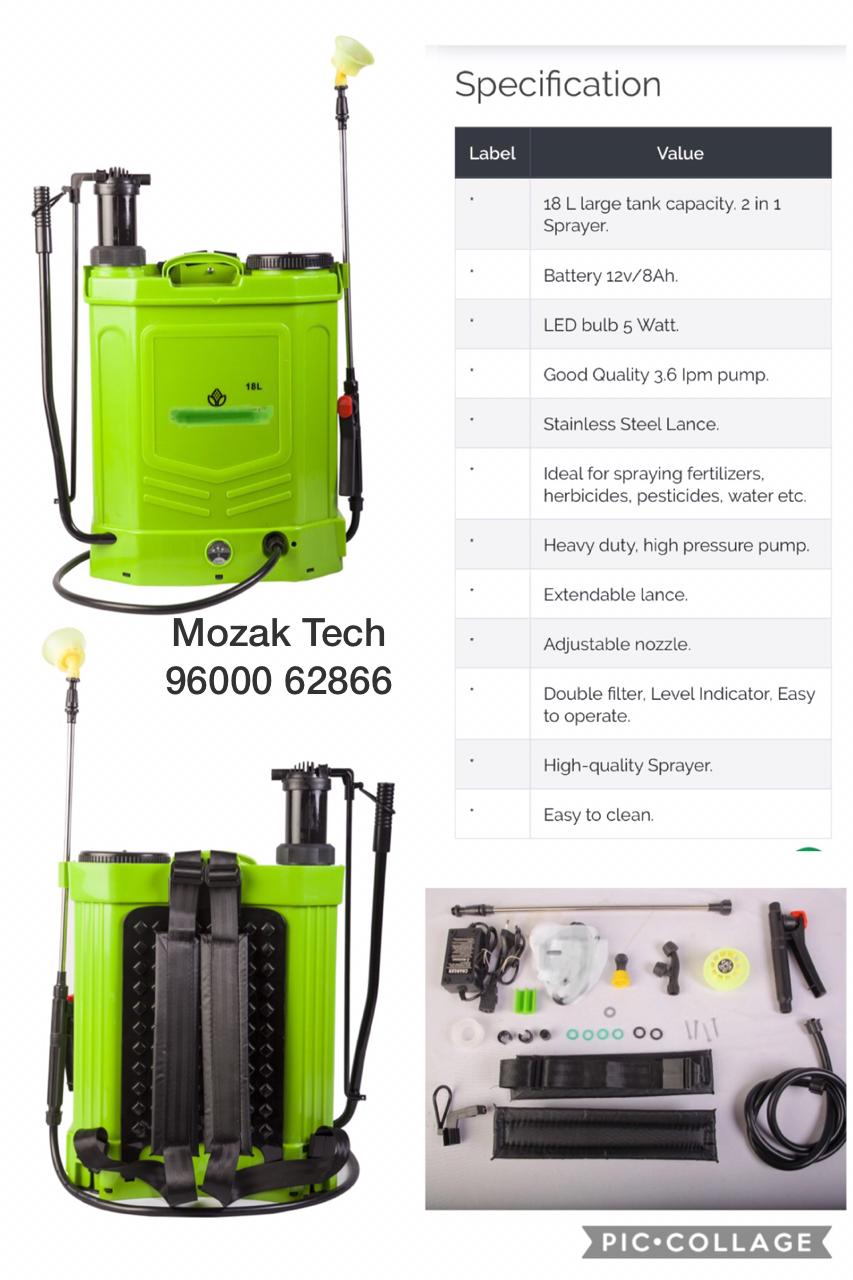 Specification
Label Value
* 18 L large tank capacity. 2 in 1
Sprayer.
* Battery 12v/8Ah.
* LED bulb 5 Watt.
* Good Quality 3.6 lpm pump.
* Stainless Steel Lance.
* Ideal for spraying fertilizers,
herbicides, pesticides, water etc.
* Heavy duty, high pressure pump.
* Extendable lance.
* Adjustable nozzle.
* Double filter, Level Indicator, Easy
to operate.
* High-quality Sprayer.
* Easy to clean.
18L
Mozak Tech
96000 62866
CHARGER
PIC•COLLAGE